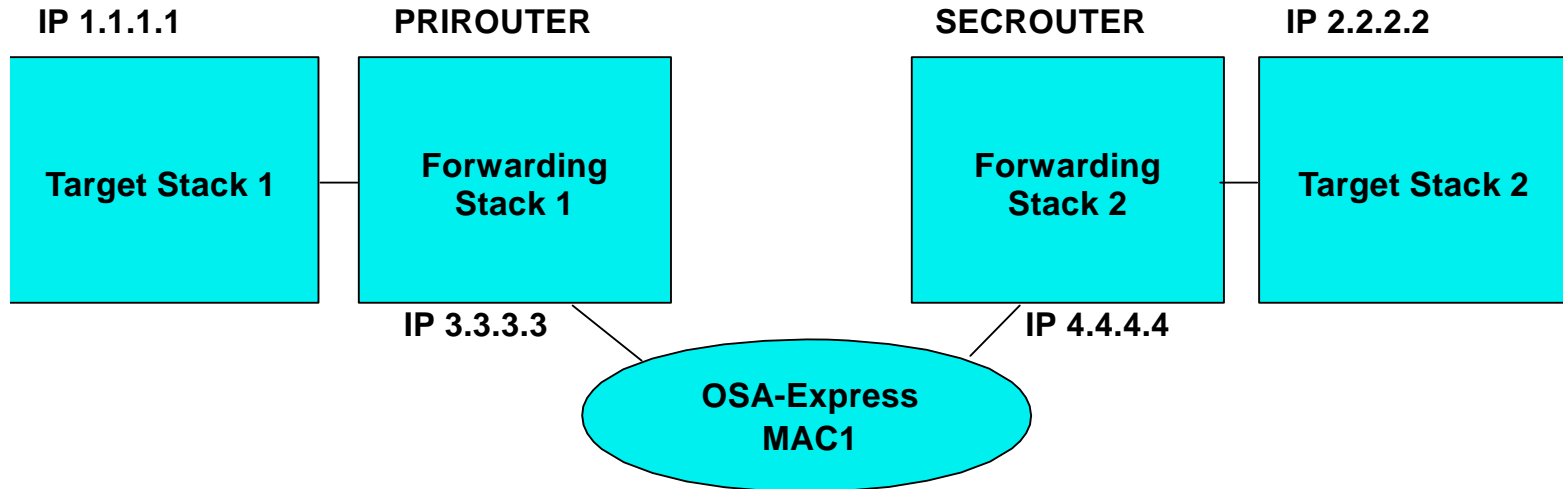 IP 1.1.1.1
PRIROUTER
SECROUTER
IP 2.2.2.2
Target Stack 1
Forwarding
Stack 1
Forwarding
Stack 2
Target Stack 2
IP 3.3.3.3
IP 4.4.4.4
OSA-Express
MAC1